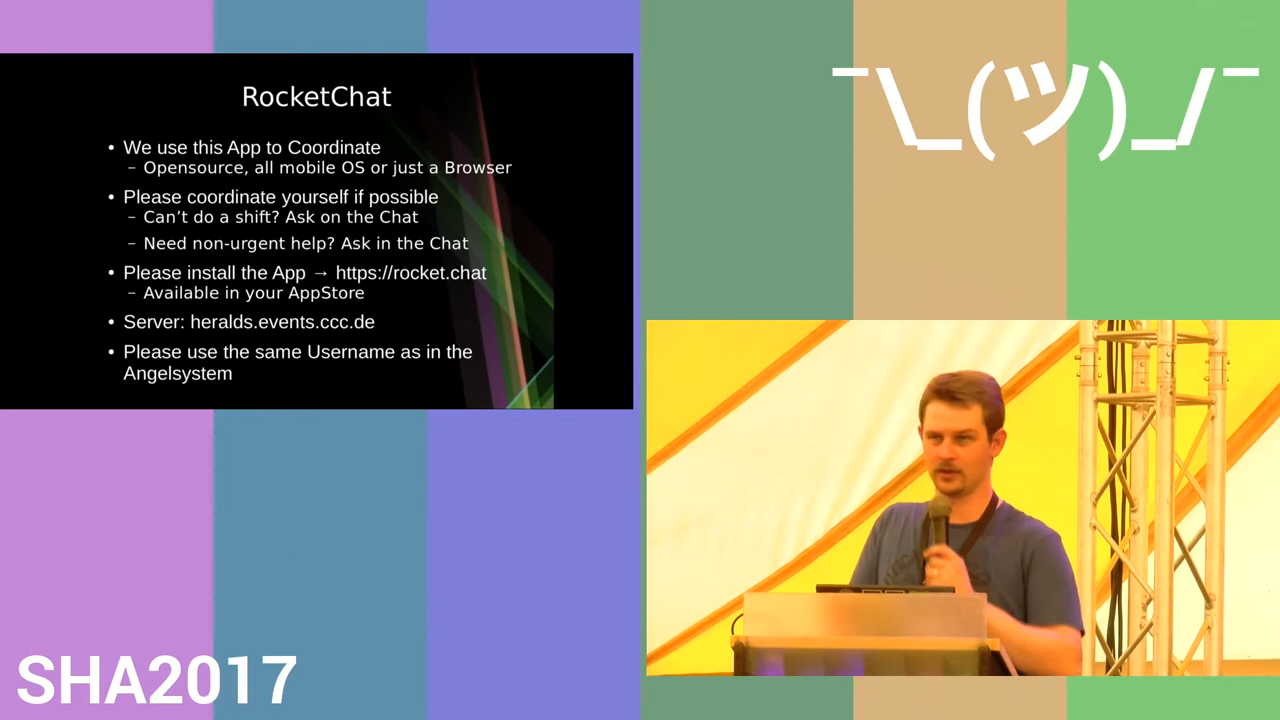 RocketChat
• We use this App to Coordinate
– Opensource, all mobile OS or just a Browser
• Please coordinate yourself if possible
– Can’t do a shift? Ask on the Chat
– Need non-urgent help? Ask in the Chat
• Please install the App → https://rocket.chat
– Available in your AppStore
• Server: heralds.events.ccc.de
• Please use the same Username as in the
Angelsystem
¯\_(ツ)_/¯
SHA2017